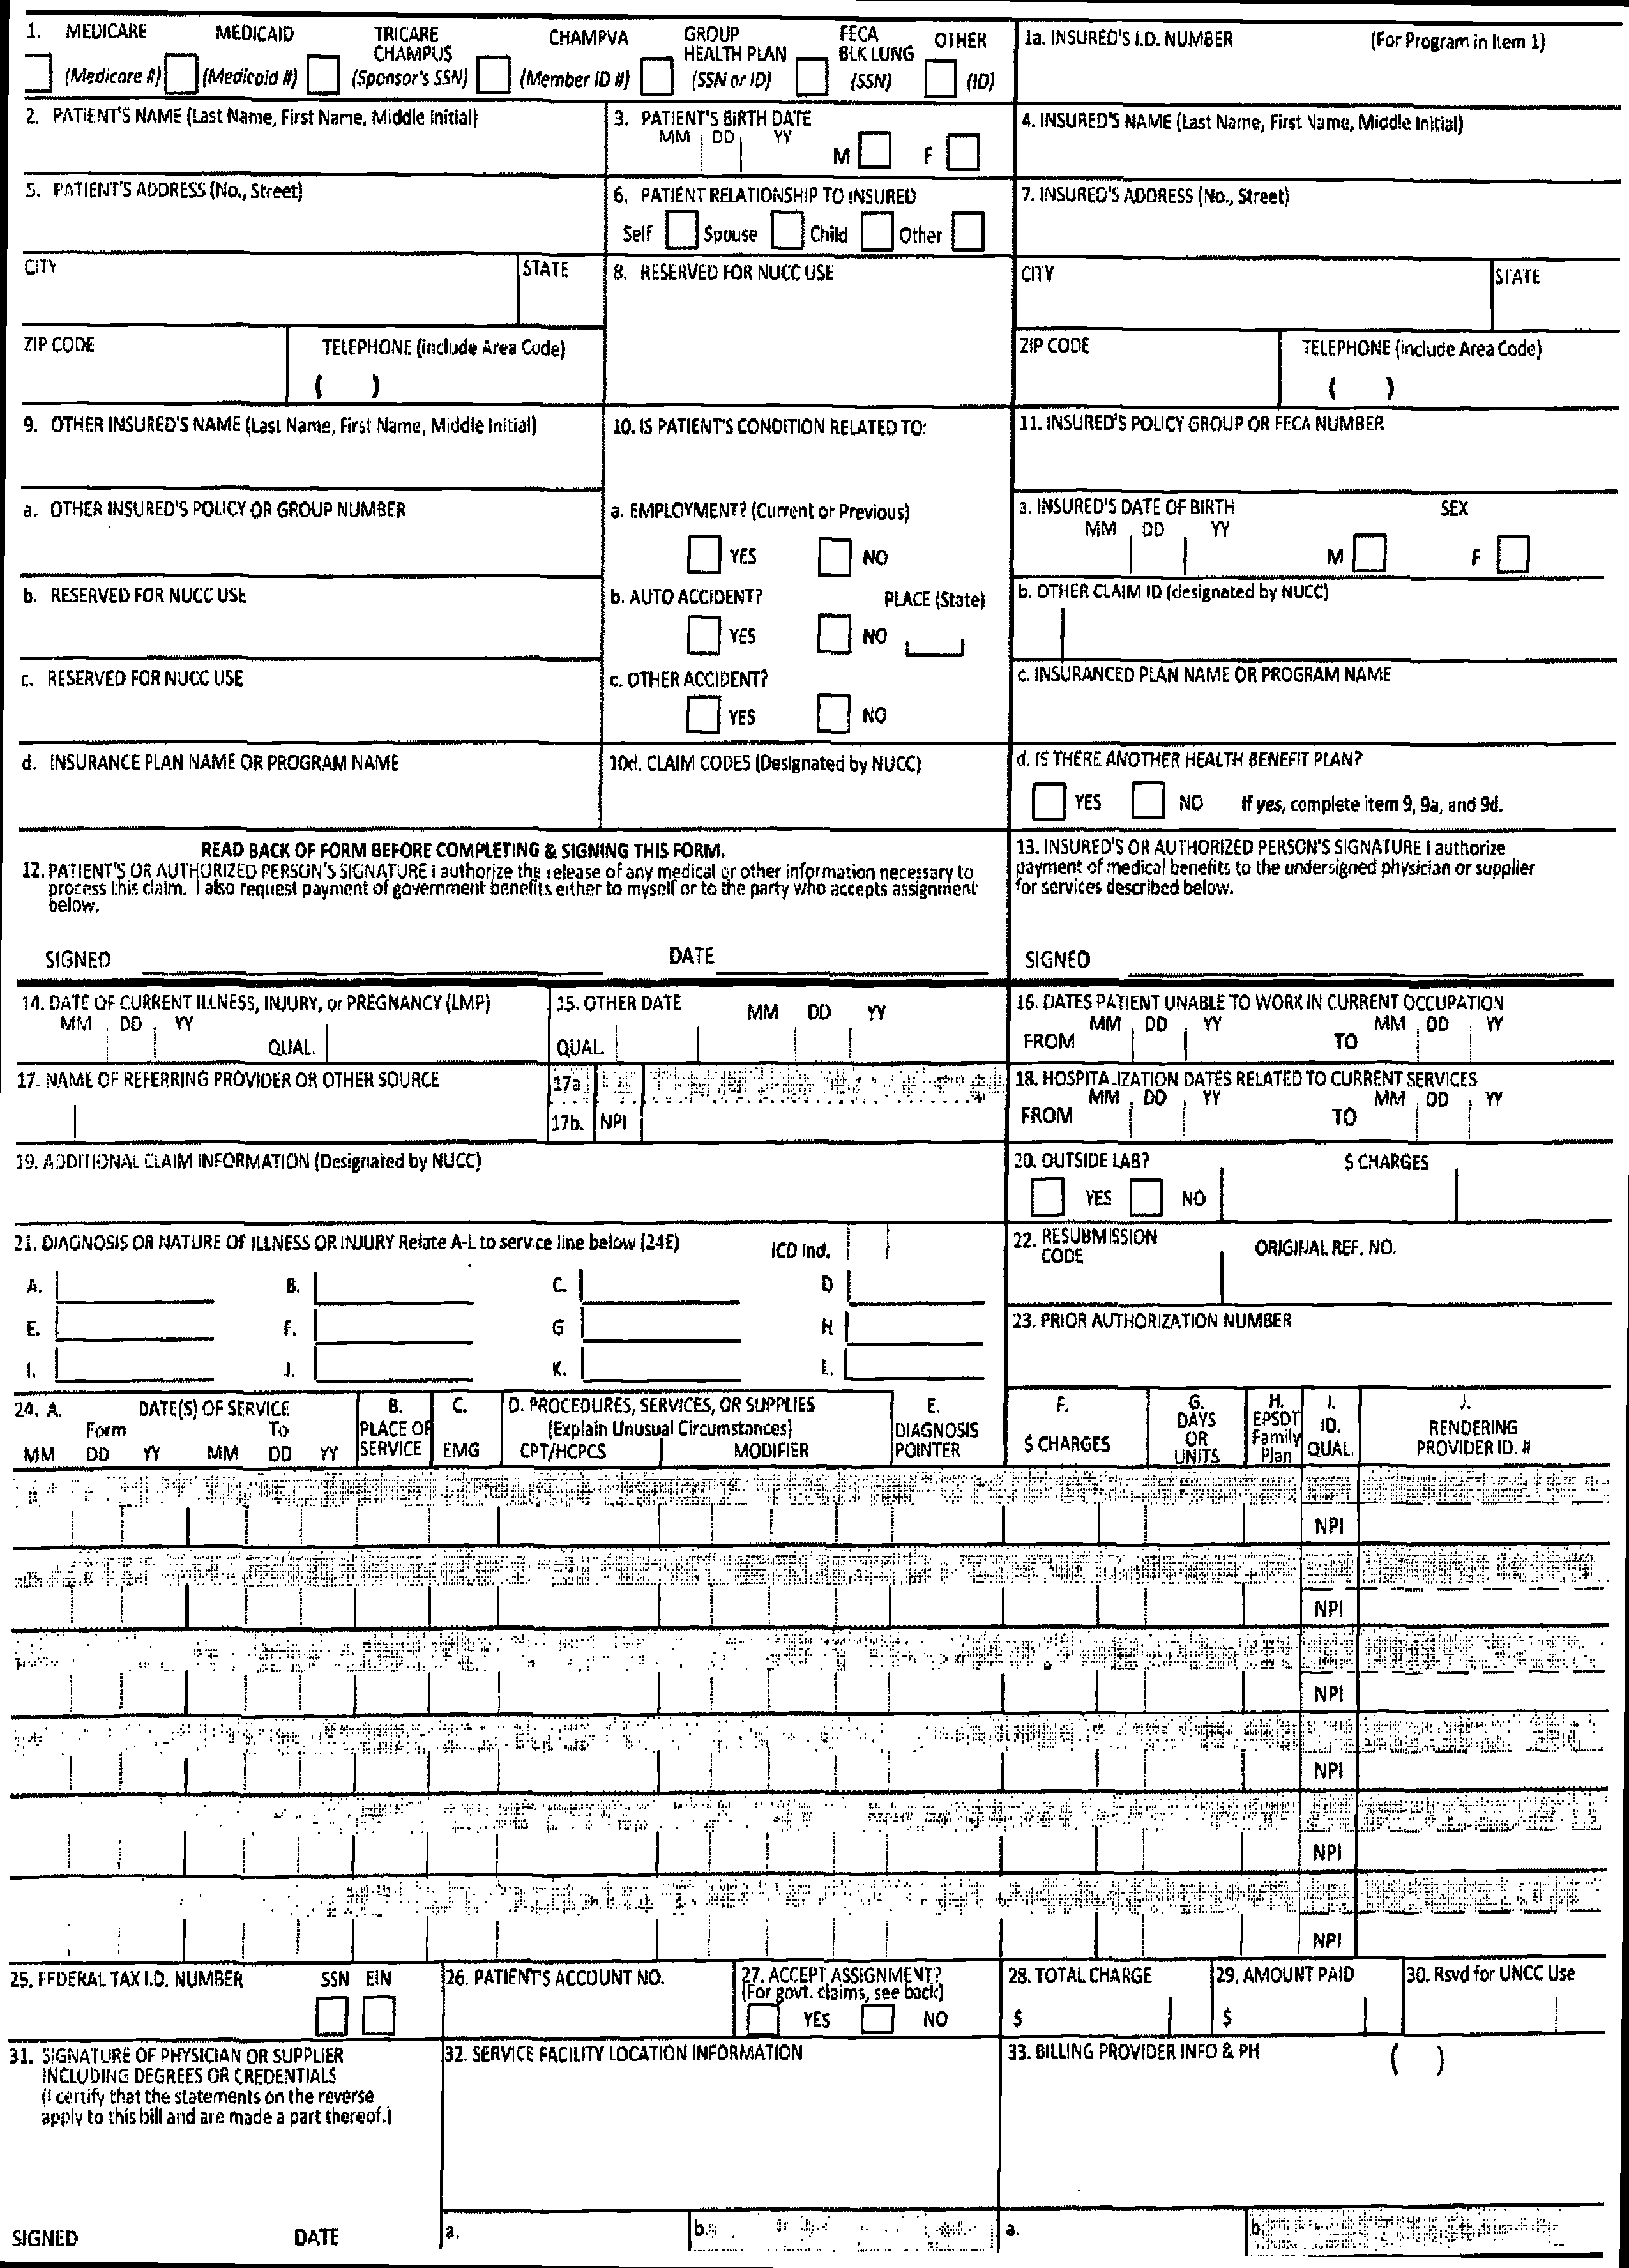 1. MEDICARE MEDICAID TRICARE CHAMPUS CHAMPVA GROUP HEALTH PLAN FECA BLK LUNG OTHER
(Medicare #) (Medicaid #) (Sponsor's SSN) (Member ID #) (SSN or ID) (SSN) (ID)
1a. INSURED'S I.D. NUMBER (For Program in Item 1)
2. PATIENT'S NAME (Last Name, First Name, Middle Initial)
3. PATIENT'S BIRTH DATE
MM DD YY M F
4. INSURED'S NAME (Last Name, First Name, Middle Initial)
5. PATIENT'S ADDRESS (No., Street)
6. PATIENT RELATIONSHIP TO INSURED
Self Spouse Child Other
7. INSURED'S ADDRESS (No., Street)
CITY STATE
8. RESERVED FOR NUCC USE
CITY STATE
ZIP CODE TELEPHONE (include Area Code)
( )
ZIP CODE TELEPHONE (include Area Code)
( )
9. OTHER INSURED'S NAME (Last Name, First Name, Middle Initial)
10. IS PATIENT'S CONDITION RELATED TO:
11. INSURED'S POLICY GROUP OR FECA NUMBER
a. OTHER INSURED'S POLICY OR GROUP NUMBER
a. EMPLOYMENT? (Current or Previous)
YES NO
a. INSURED'S DATE OF BIRTH SEX
MM DD YY M F
b. RESERVED FOR NUCC USE
b. AUTO ACCIDENT? PLACE (State)
YES NO
b. OTHER CLAIM ID (designated by NUCC)
c. RESERVED FOR NUCC USE
c. OTHER ACCIDENT?
YES NO
c. INSURANCED PLAN NAME OR PROGRAM NAME
d. INSURANCE PLAN NAME OR PROGRAM NAME
10d. CLAIM CODES (Designated by NUCC)
d. IS THERE ANOTHER HEALTH BENEFIT PLAN?
YES NO If yes, complete item 9, 9a, and 9d.
READ BACK OF FORM BEFORE COMPLETING & SIGNING THIS FORM.
12. PATIENT'S OR AUTHORIZED PERSON'S SIGNATURE I authorize the release of any medical or other information necessary to
process this claim. I also request payment of government benefits either to myself or to the party who accepts assignment
below.
SIGNED DATE
13. INSURED'S OR AUTHORIZED PERSON'S SIGNATURE I authorize
payment of medical benefits to the undersigned physician or supplier
for services described below.
SIGNED
14. DATE OF CURRENT ILLNESS, INJURY, or PREGNANCY (LMP)
MM DD YY QUAL.
15. OTHER DATE MM DD YY
QUAL
16. DATES PATIENT UNABLE TO WORK IN CURRENT OCCUPATION
MM DD YY MM DD YY
FROM TO
17. NAME OF REFERRING PROVIDER OR OTHER SOURCE
17a
17b. NPI
18. HOSPITALIZATION DATES RELATED TO CURRENT SERVICES
MM DD YY MM DD YY
FROM TO
19. ADDITIONAL CLAIM INFORMATION (Designated by NUCC)
20. OUTSIDE LAB? $ CHARGES
YES NO
21. DIAGNOSIS OR NATURE OF ILLNESS OR INJURY Relate A-L to service line below (24E) ICD Ind.
A. B. C. D
E. F. G H
I. J. K. L.
22. RESUBMISSION
CODE ORIGINAL REF. NO.
23. PRIOR AUTHORIZATION NUMBER
24. A. DATE(S) OF SERVICE
Form To
MM DD YY MM DD YY
B.
PLACE OF
SERVICE
C.
EMG
D. PROCEDURES, SERVICES, OR SUPPLIES
(Explain Unusual Circumstances)
CPT/HCPCS MODIFIER
E.
DIAGNOSIS
POINTER
F.
$ CHARGES
G.
DAYS
OR
UNITS
H.
EPSDT
Family
Plan
I.
ID.
QUAL.
J.
RENDERING
PROVIDER ID. #
NPI
NPI
NPI
NPI
NPI
NPI
25. FEDERAL TAX I.D. NUMBER SSN EIN
26. PATIENT'S ACCOUNT NO.
27. ACCEPT ASSIGNMENT?
(For govt. claims, see back)
YES NO
28. TOTAL CHARGE
$
29. AMOUNT PAID
$
30. Rsvd for UNCC Use
31. SIGNATURE OF PHYSICIAN OR SUPPLIER
INCLUDING DEGREES OR CREDENTIALS
(I certify that the statements on the reverse
apply to this bill and are made a part thereof.)
SIGNED DATE
32. SERVICE FACILITY LOCATION INFORMATION
a. b.
33. BILLING PROVIDER INFO & PH ( )
a. b.